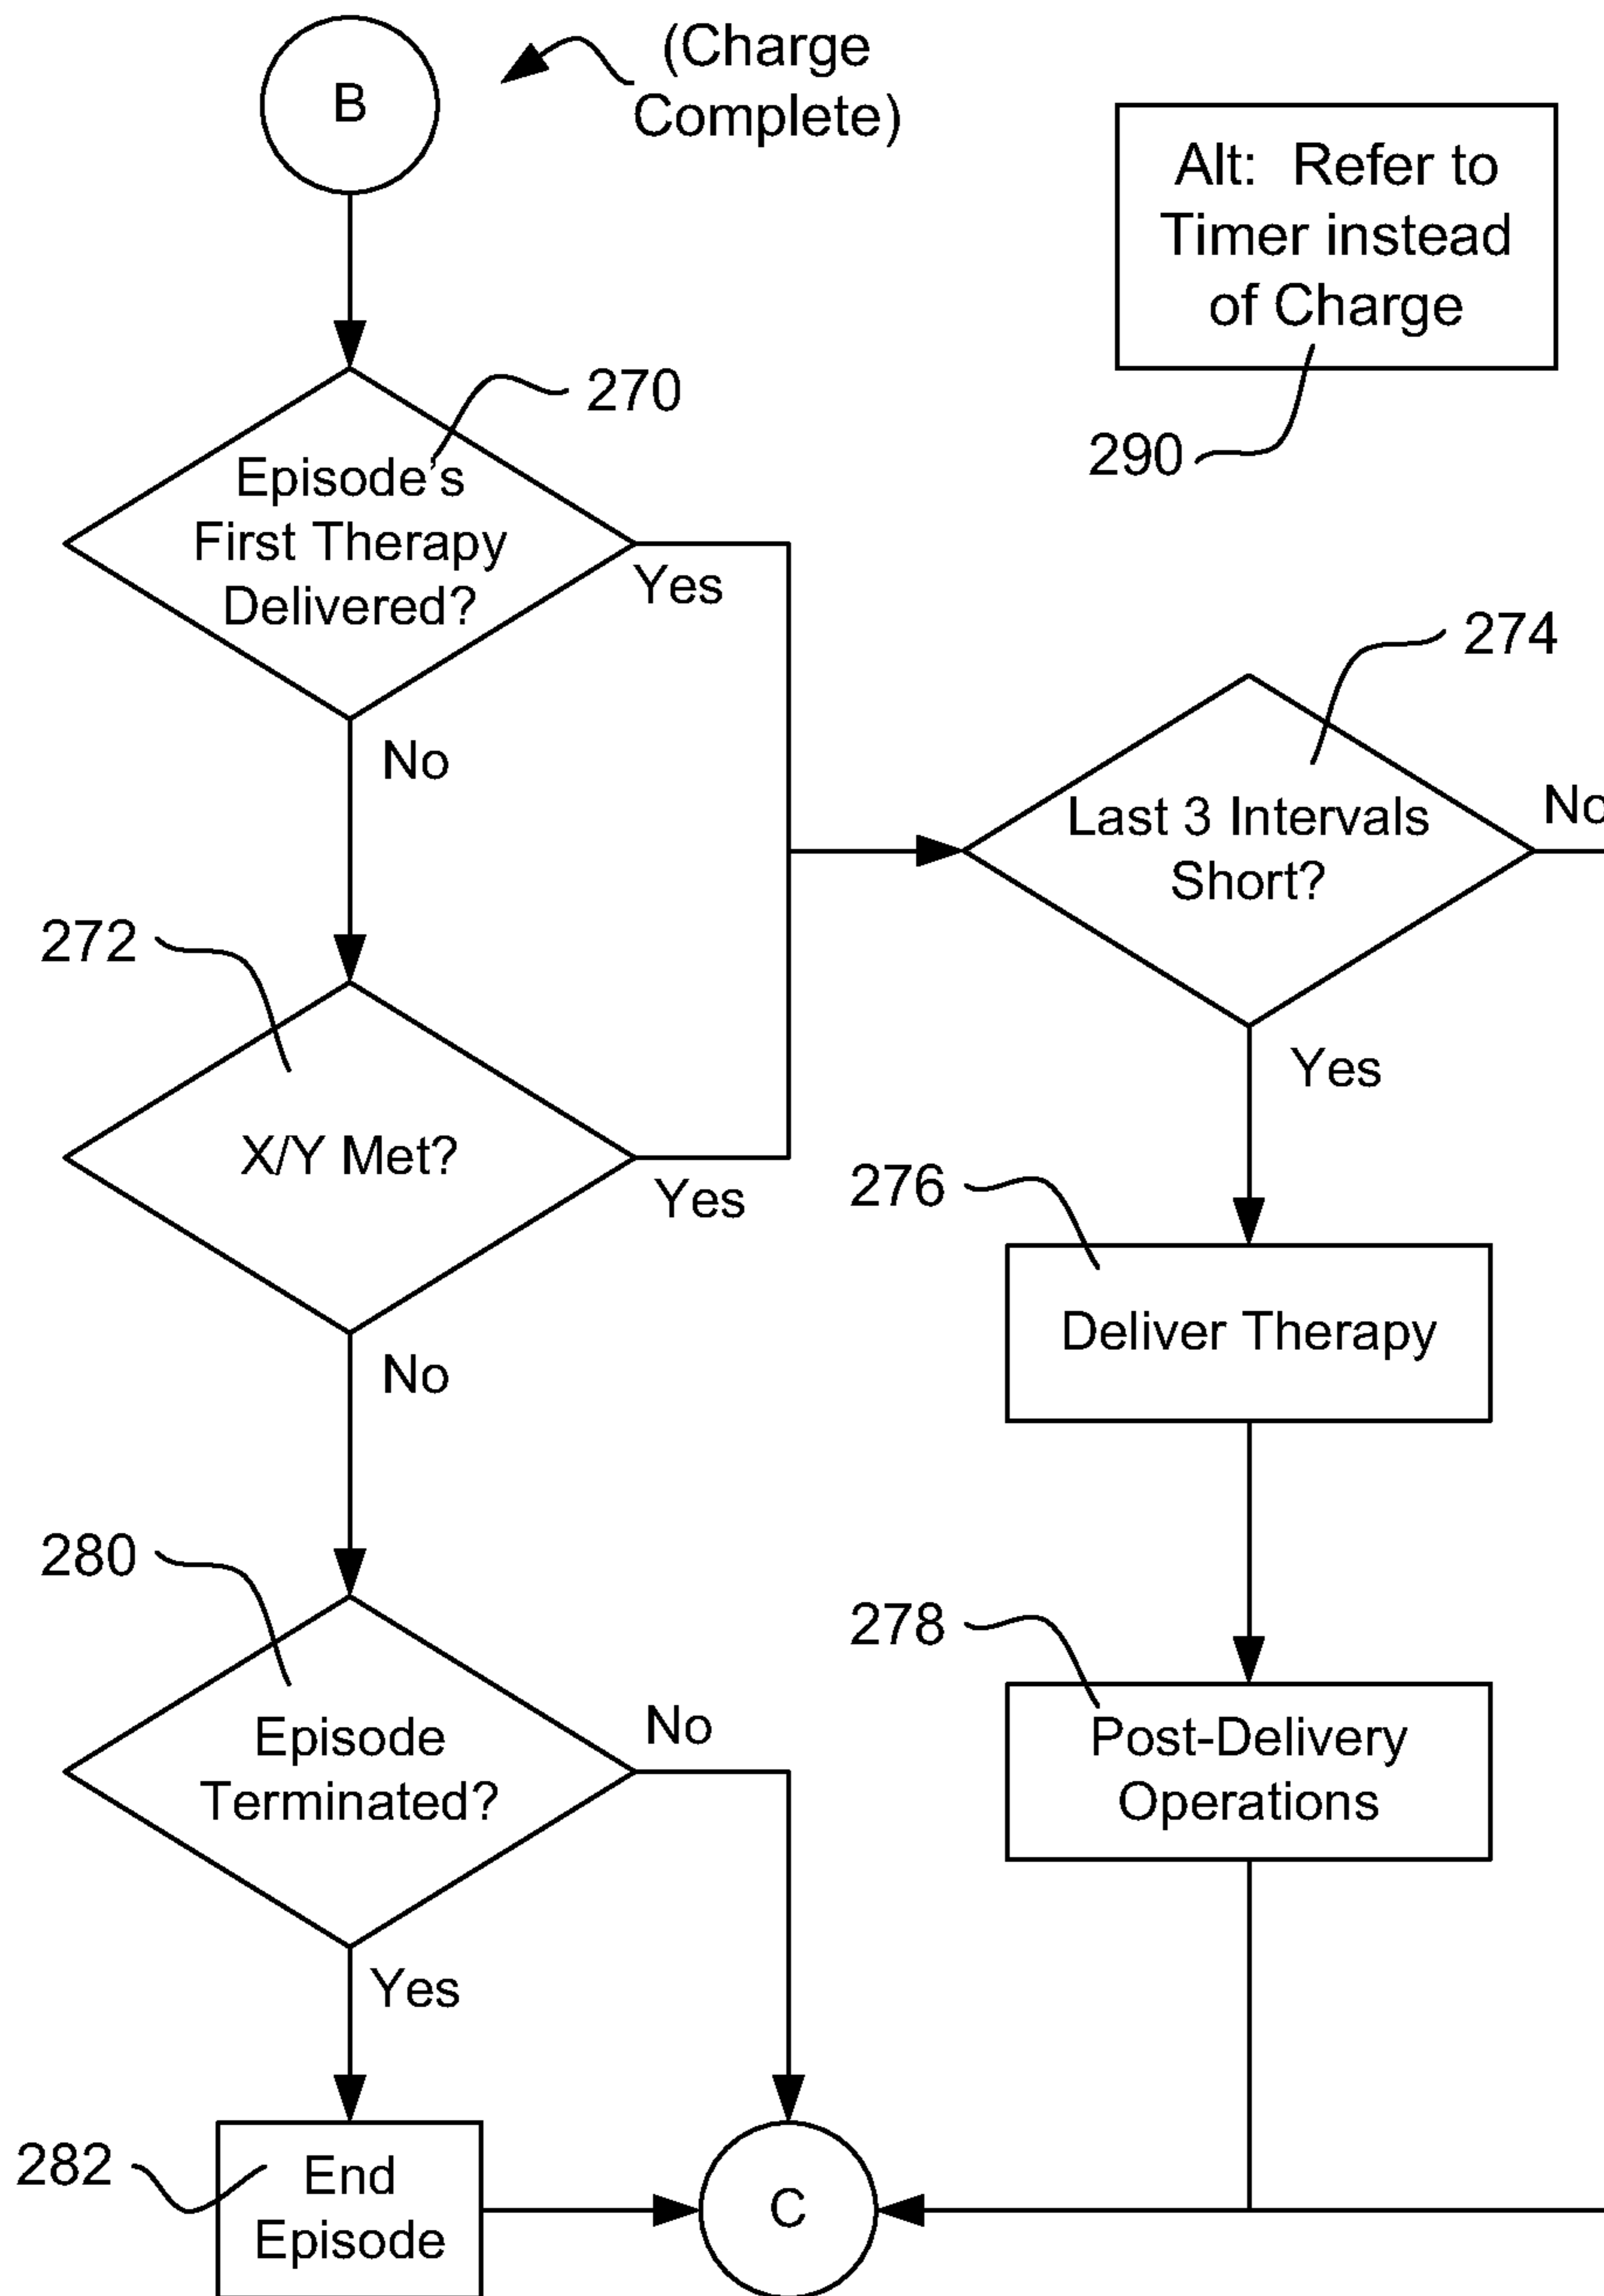 B
(Charge
Complete)
Alt: Refer to
Timer instead
of Charge
290
270
Episode's
First Therapy
Delivered?
Yes
No
274
Last 3 Intervals
Short?
No
Yes
272
X/Y Met?
Yes
No
276
Deliver Therapy
280
Episode
Terminated?
No
Yes
278
Post-Delivery
Operations
282
End
Episode
C